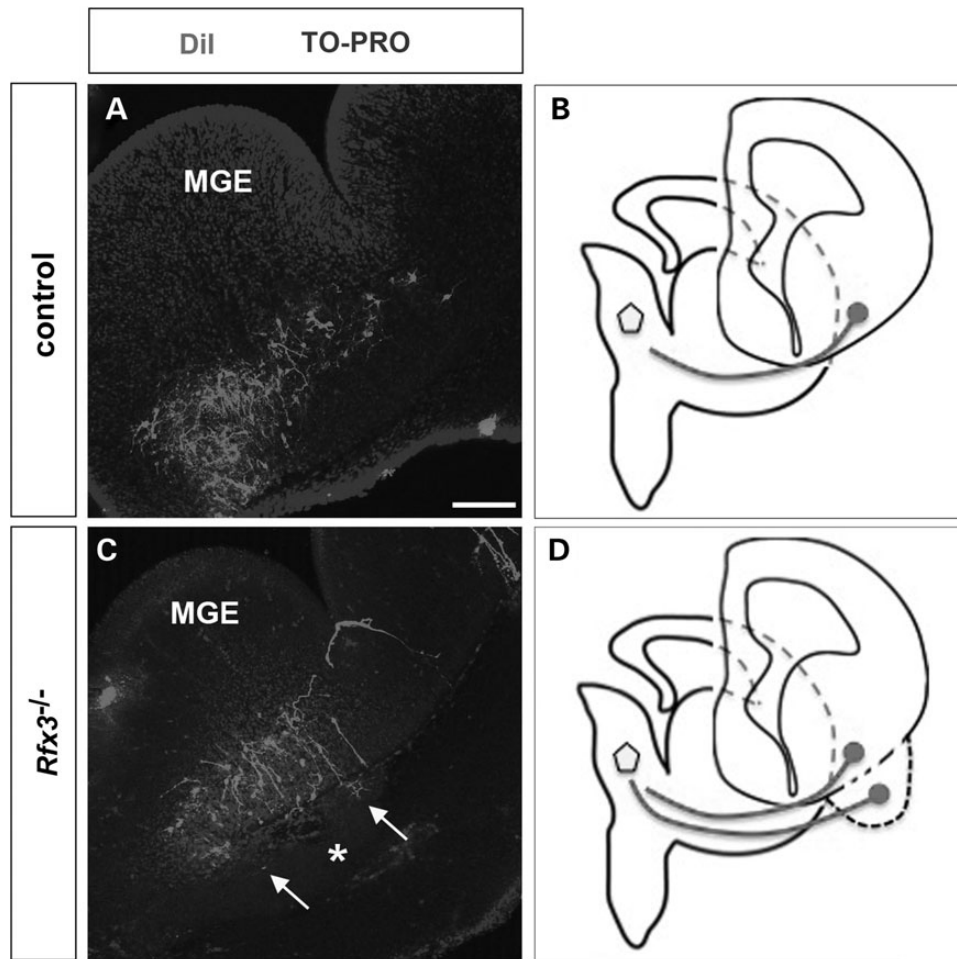 DiI TO-PRO
control
A
MGE
B
Rfx3-/-
C
MGE
*
D